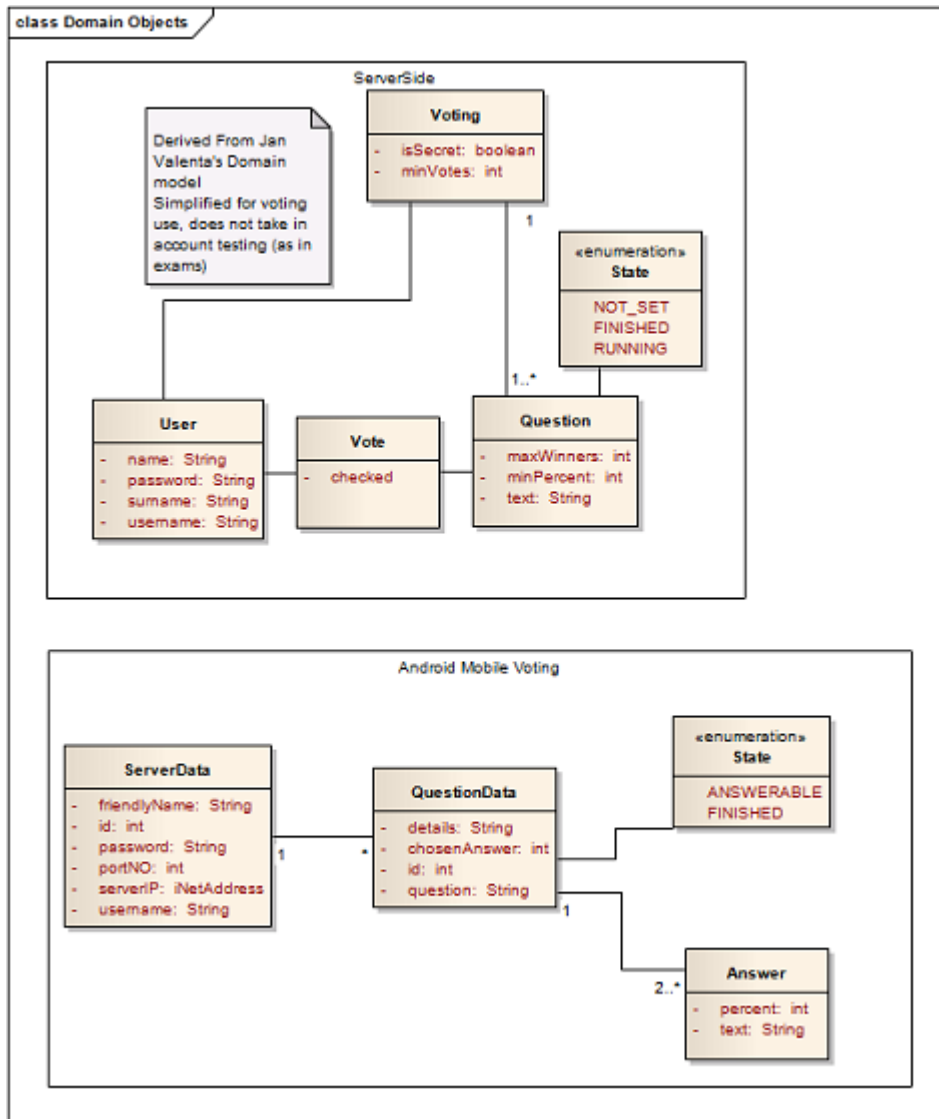 class Domain Objects
ServerSide
Voting
- isSecret: boolean
- minVotes: int
Derived From Jan
Valenta's Domain
model
Simplified for voting
use, does not take in
account testing (as in
exams)
1
«enumeration»
State
NOT_SET
FINISHED
RUNNING
1..*
User
- name: String
- password: String
- surname: String
- username: String
Vote
- checked
Question
- maxWinners: int
- minPercent: int
- text: String
Android Mobile Voting
«enumeration»
State
ANSWERABLE
FINISHED
ServerData
- friendlyName: String
- id: int
- password: String
- portNO: int
- serverIP: iNetAddress
- username: String
1
*
QuestionData
- details: String
- chosenAnswer: int
- id: int
- question: String
1
2..*
Answer
- percent: int
- text: String